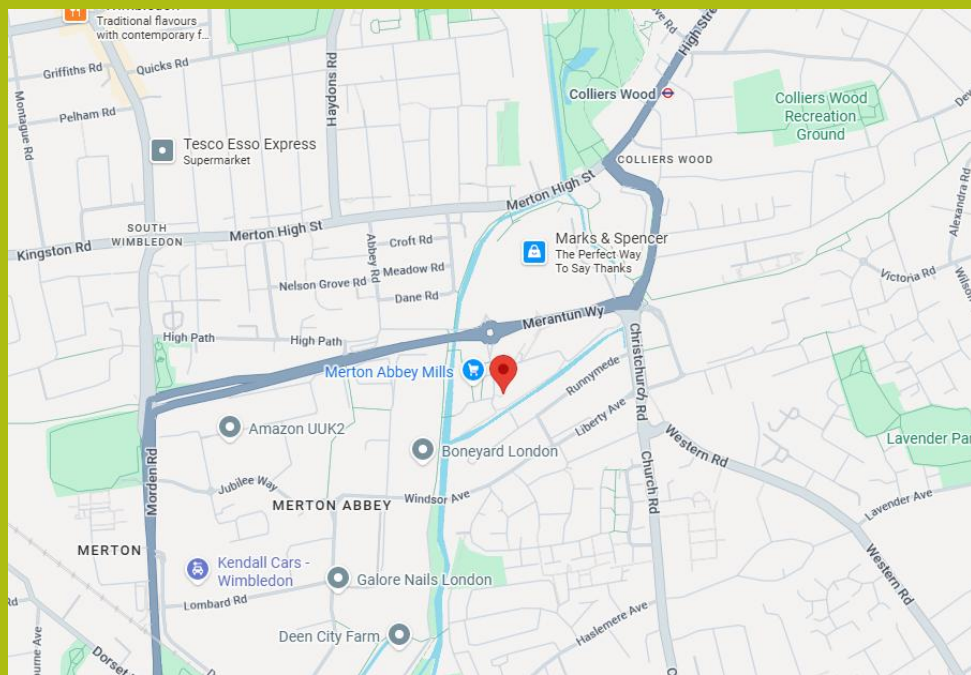 Traditional flavours
with contemporary f...
Griffiths Rd
Quicks Rd
Pelham Rd
Montague Rd
Haydons Rd
Tesco Esso Express
Supermarket
High Street
Colliers Wood
Colliers Wood
Recreation
Ground
COLLIERS WOOD
Merton High St
SOUTH
WIMBLEDON
Merton High St
Kingston Rd
Abbey Rd
Croft Rd
Meadow Rd
Nelson Grove Rd
Dane Rd
Marks & Spencer
The Perfect Way
To Say Thanks
Alexandra Rd
Victoria Rd
High Path
High Path
Merantun Wy
Merton Abbey Mills
Christchurch Rd
Runnymede
Liberty Ave
Amazon UUK2
Boneyard London
Western Rd
Lavender Par
Morden Rd
Jubilee Way
MERTON ABBEY
Windsor Ave
Church Rd
Lavender Ave
MERTON
Kendall Cars -
Wimbledon
Galore Nails London
Lombard Rd
Western Rd
Haslemere Ave
Deen City Farm